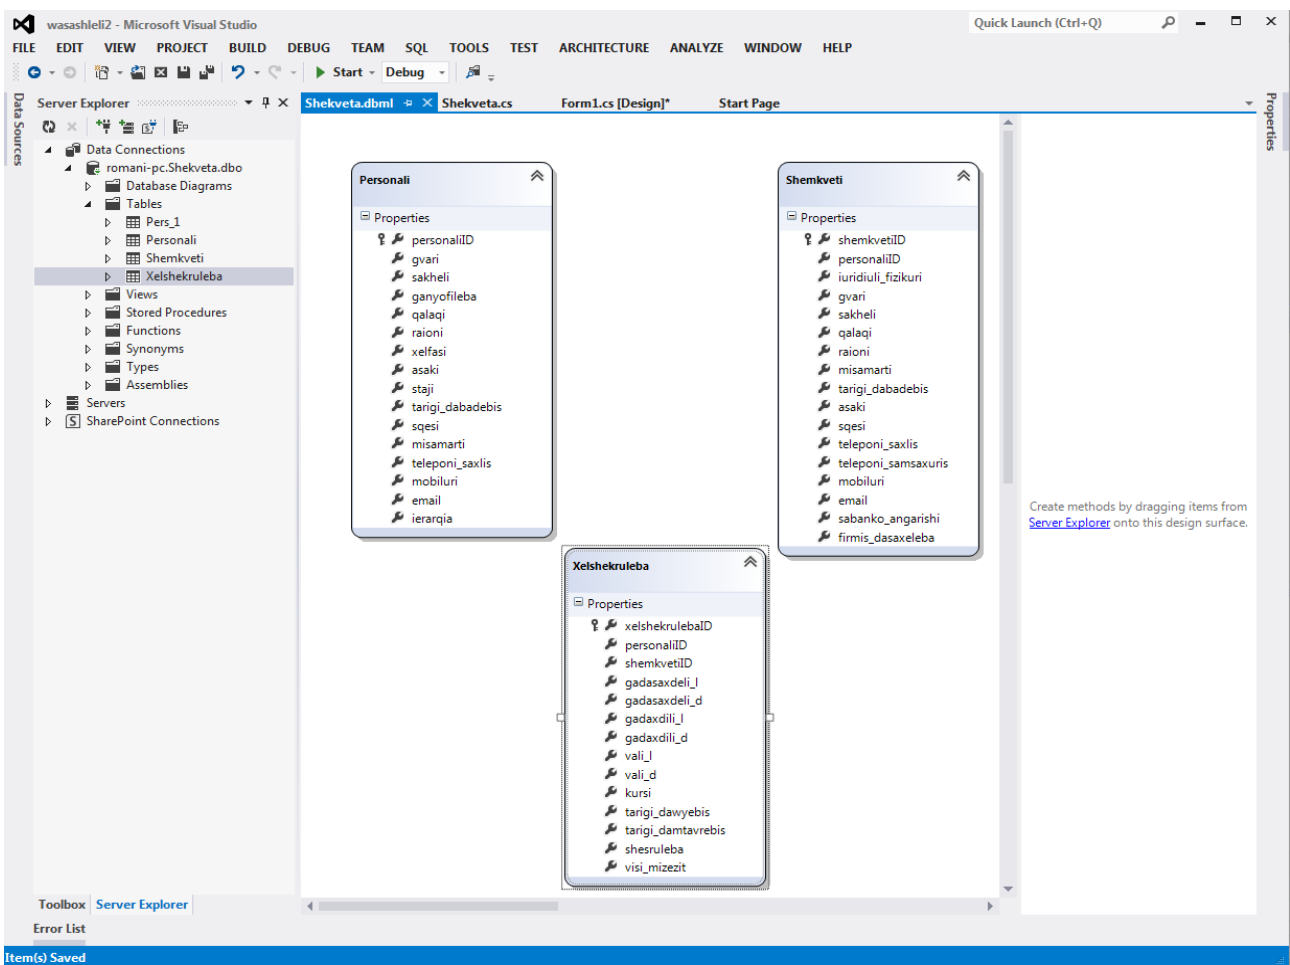 wasashleli2 - Microsoft Visual Studio
Quick Launch (Ctrl+Q)
FILE EDIT VIEW PROJECT BUILD DEBUG TEAM SQL TOOLS TEST ARCHITECTURE ANALYZE WINDOW HELP
Start Debug
Data Sources
Server Explorer
Data Connections
romani-pc.Shekveta.dbo
Database Diagrams
Tables
Pers_1
Personali
Shemkveti
Xelshekruleba
Views
Stored Procedures
Functions
Synonyms
Types
Assemblies
Servers
SharePoint Connections
Toolbox Server Explorer
Error List
Item(s) Saved
Shekveta.dbml Shekveta.cs Form1.cs [Design]* Start Page
Personali
Properties
personaliID
gvari
sakheli
ganyofileba
qalaqi
raioni
xelfasi
asaki
staji
tarigi_dabadebis
sqesi
misamarti
teleponi_saxlis
mobiluri
email
ierarqia
Shemkveti
Properties
shemkvetiID
personaliID
iuridiuli_fizikuri
gvari
sakheli
qalaqi
raioni
misamarti
tarigi_dabadebis
asaki
sqesi
teleponi_saxlis
teleponi_samsaxuris
mobiluri
email
sabanko_angarishi
firmis_dasaxeleba
Xelshekruleba
Properties
xelshekrulebaID
personaliID
shemkvetiID
gadasaxdeli_l
gadasaxdeli_d
gadaxdili_l
gadaxdili_d
vali_l
vali_d
kursi
tarigi_dawyebis
tarigi_damtavrebis
shesruleba
visi_mizezit
Create methods by dragging items from
Server Explorer onto this design surface.
Properties